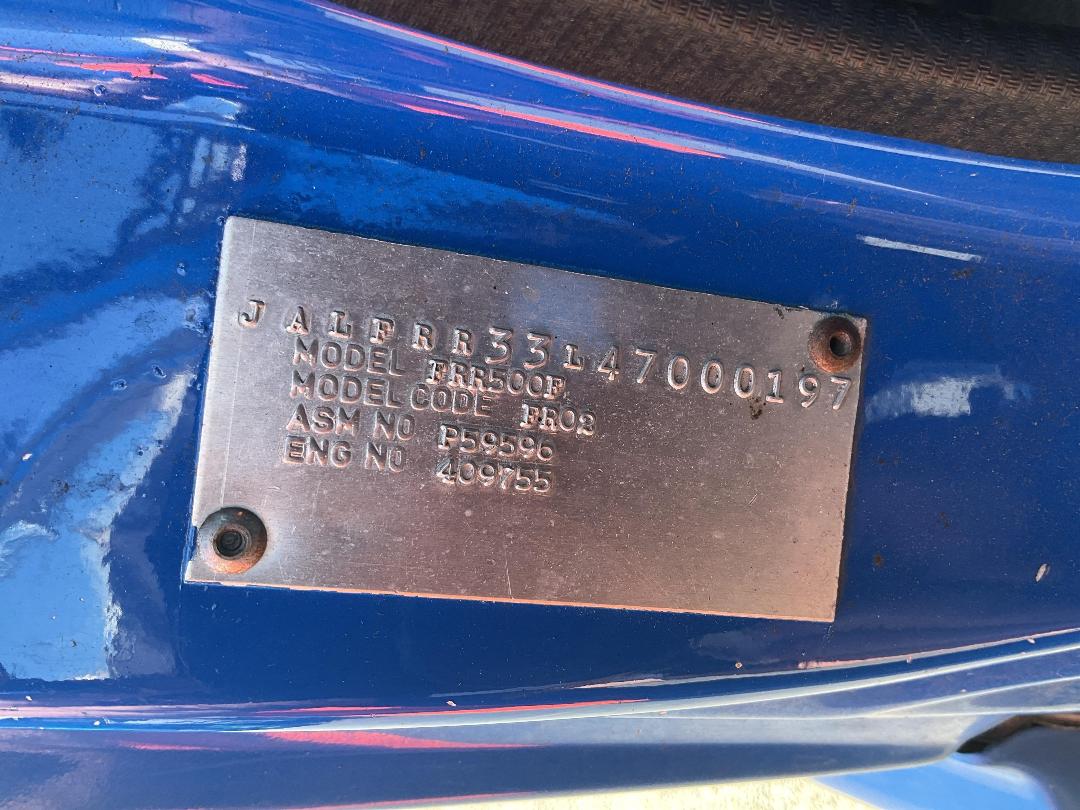 JALFRR33L47000197
MODEL FRR500F
MODEL CODE FR02
ASM NO P59596
ENG NO 409755